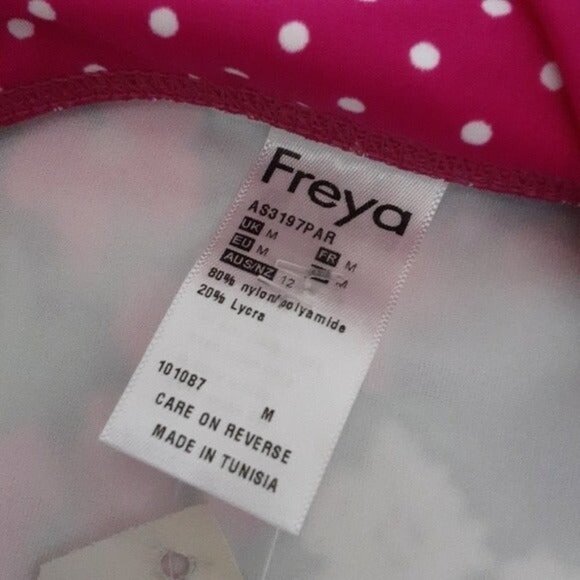 Freya
AS3197PAR
UK M FR M
EU M M
AUS/NZ 12
80% nylon/polyamide
20% Lycra
101087 M
CARE ON REVERSE
MADE IN TUNISIA